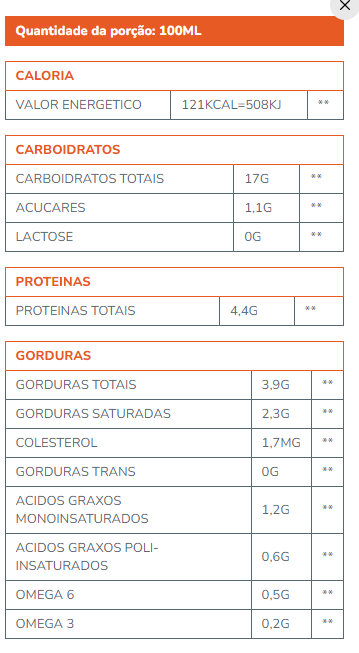 Quantidade da porção: 100ML
CALORIA
VALOR ENERGETICO 121KCAL=508KJ **
CARBOIDRATOS
CARBOIDRATOS TOTAIS 17G **
ACUCARES 1,1G **
LACTOSE 0G **
PROTEINAS
PROTEINAS TOTAIS 4,4G **
GORDURAS
GORDURAS TOTAIS 3,9G **
GORDURAS SATURADAS 2,3G **
COLESTEROL 1,7MG **
GORDURAS TRANS 0G **
ACIDOS GRAXOS
MONOINSATURADOS 1,2G **
ACIDOS GRAXOS POLI-
INSATURADOS 0,6G **
OMEGA 6 0,5G **
OMEGA 3 0,2G **